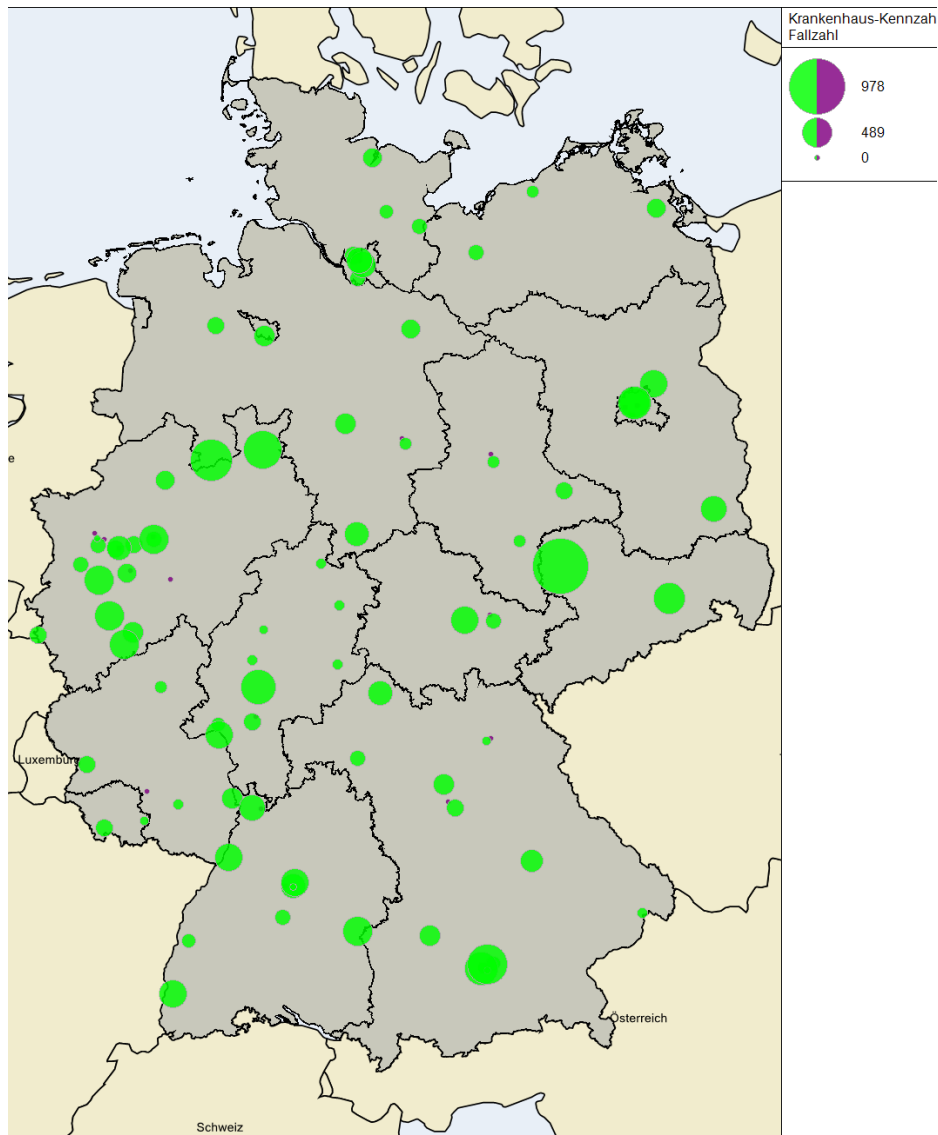 Krankenhaus-Kennzah
Fallzahl
978
489
0
e
Luxemburg
Österreich
Schweiz